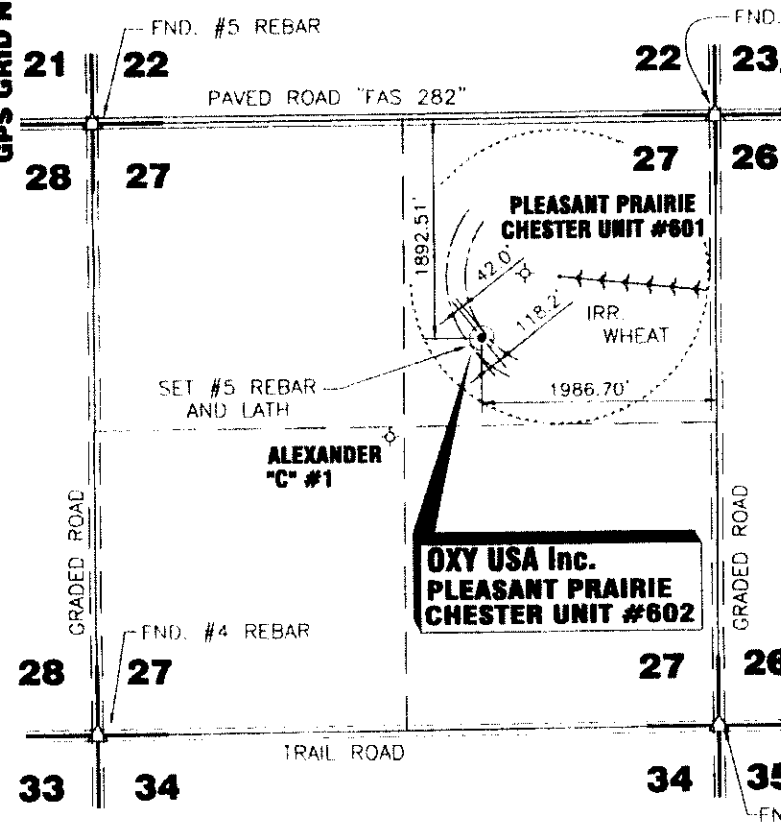 GPS GRID N
FND. #5 REBAR
FND.
21 22
22 23
PAVED ROAD "FAS 282"
28 27
27 26
PLEASANT PRAIRIE
CHESTER UNIT #601
1892.51'
42.0'
118.2'
IRR.
WHEAT
SET #5 REBAR
AND LATH
1986.70'
ALEXANDER
"C" #1
GRADED ROAD
OXY USA Inc.
PLEASANT PRAIRIE
CHESTER UNIT #602
GRADED ROAD
FND. #4 REBAR
28 27
27 26
TRAIL ROAD
33 34
34 35
FN